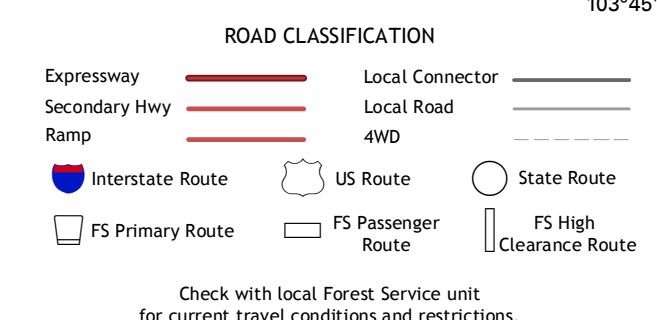 103°45'
ROAD CLASSIFICATION
Expressway
Local Connector
Secondary Hwy
Local Road
Ramp
4WD
Interstate Route
US Route
State Route
FS Primary Route
FS Passenger
Route
FS High
Clearance Route
Check with local Forest Service unit
for current travel conditions and restrictions.